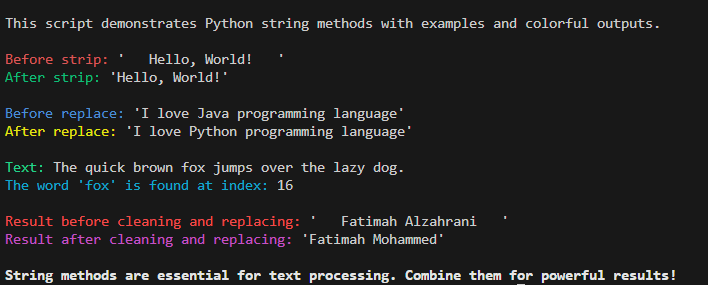 This script demonstrates Python string methods with examples and colorful outputs.
Before strip: '   Hello, World!   '
After strip: 'Hello, World!'
Before replace: 'I love Java programming language'
After replace: 'I love Python programming language'
Text: The quick brown fox jumps over the lazy dog.
The word 'fox' is found at index: 16
Result before cleaning and replacing: '   Fatimah Alzahrani   '
Result after cleaning and replacing: 'Fatimah Mohammed'
String methods are essential for text processing. Combine them for powerful results!